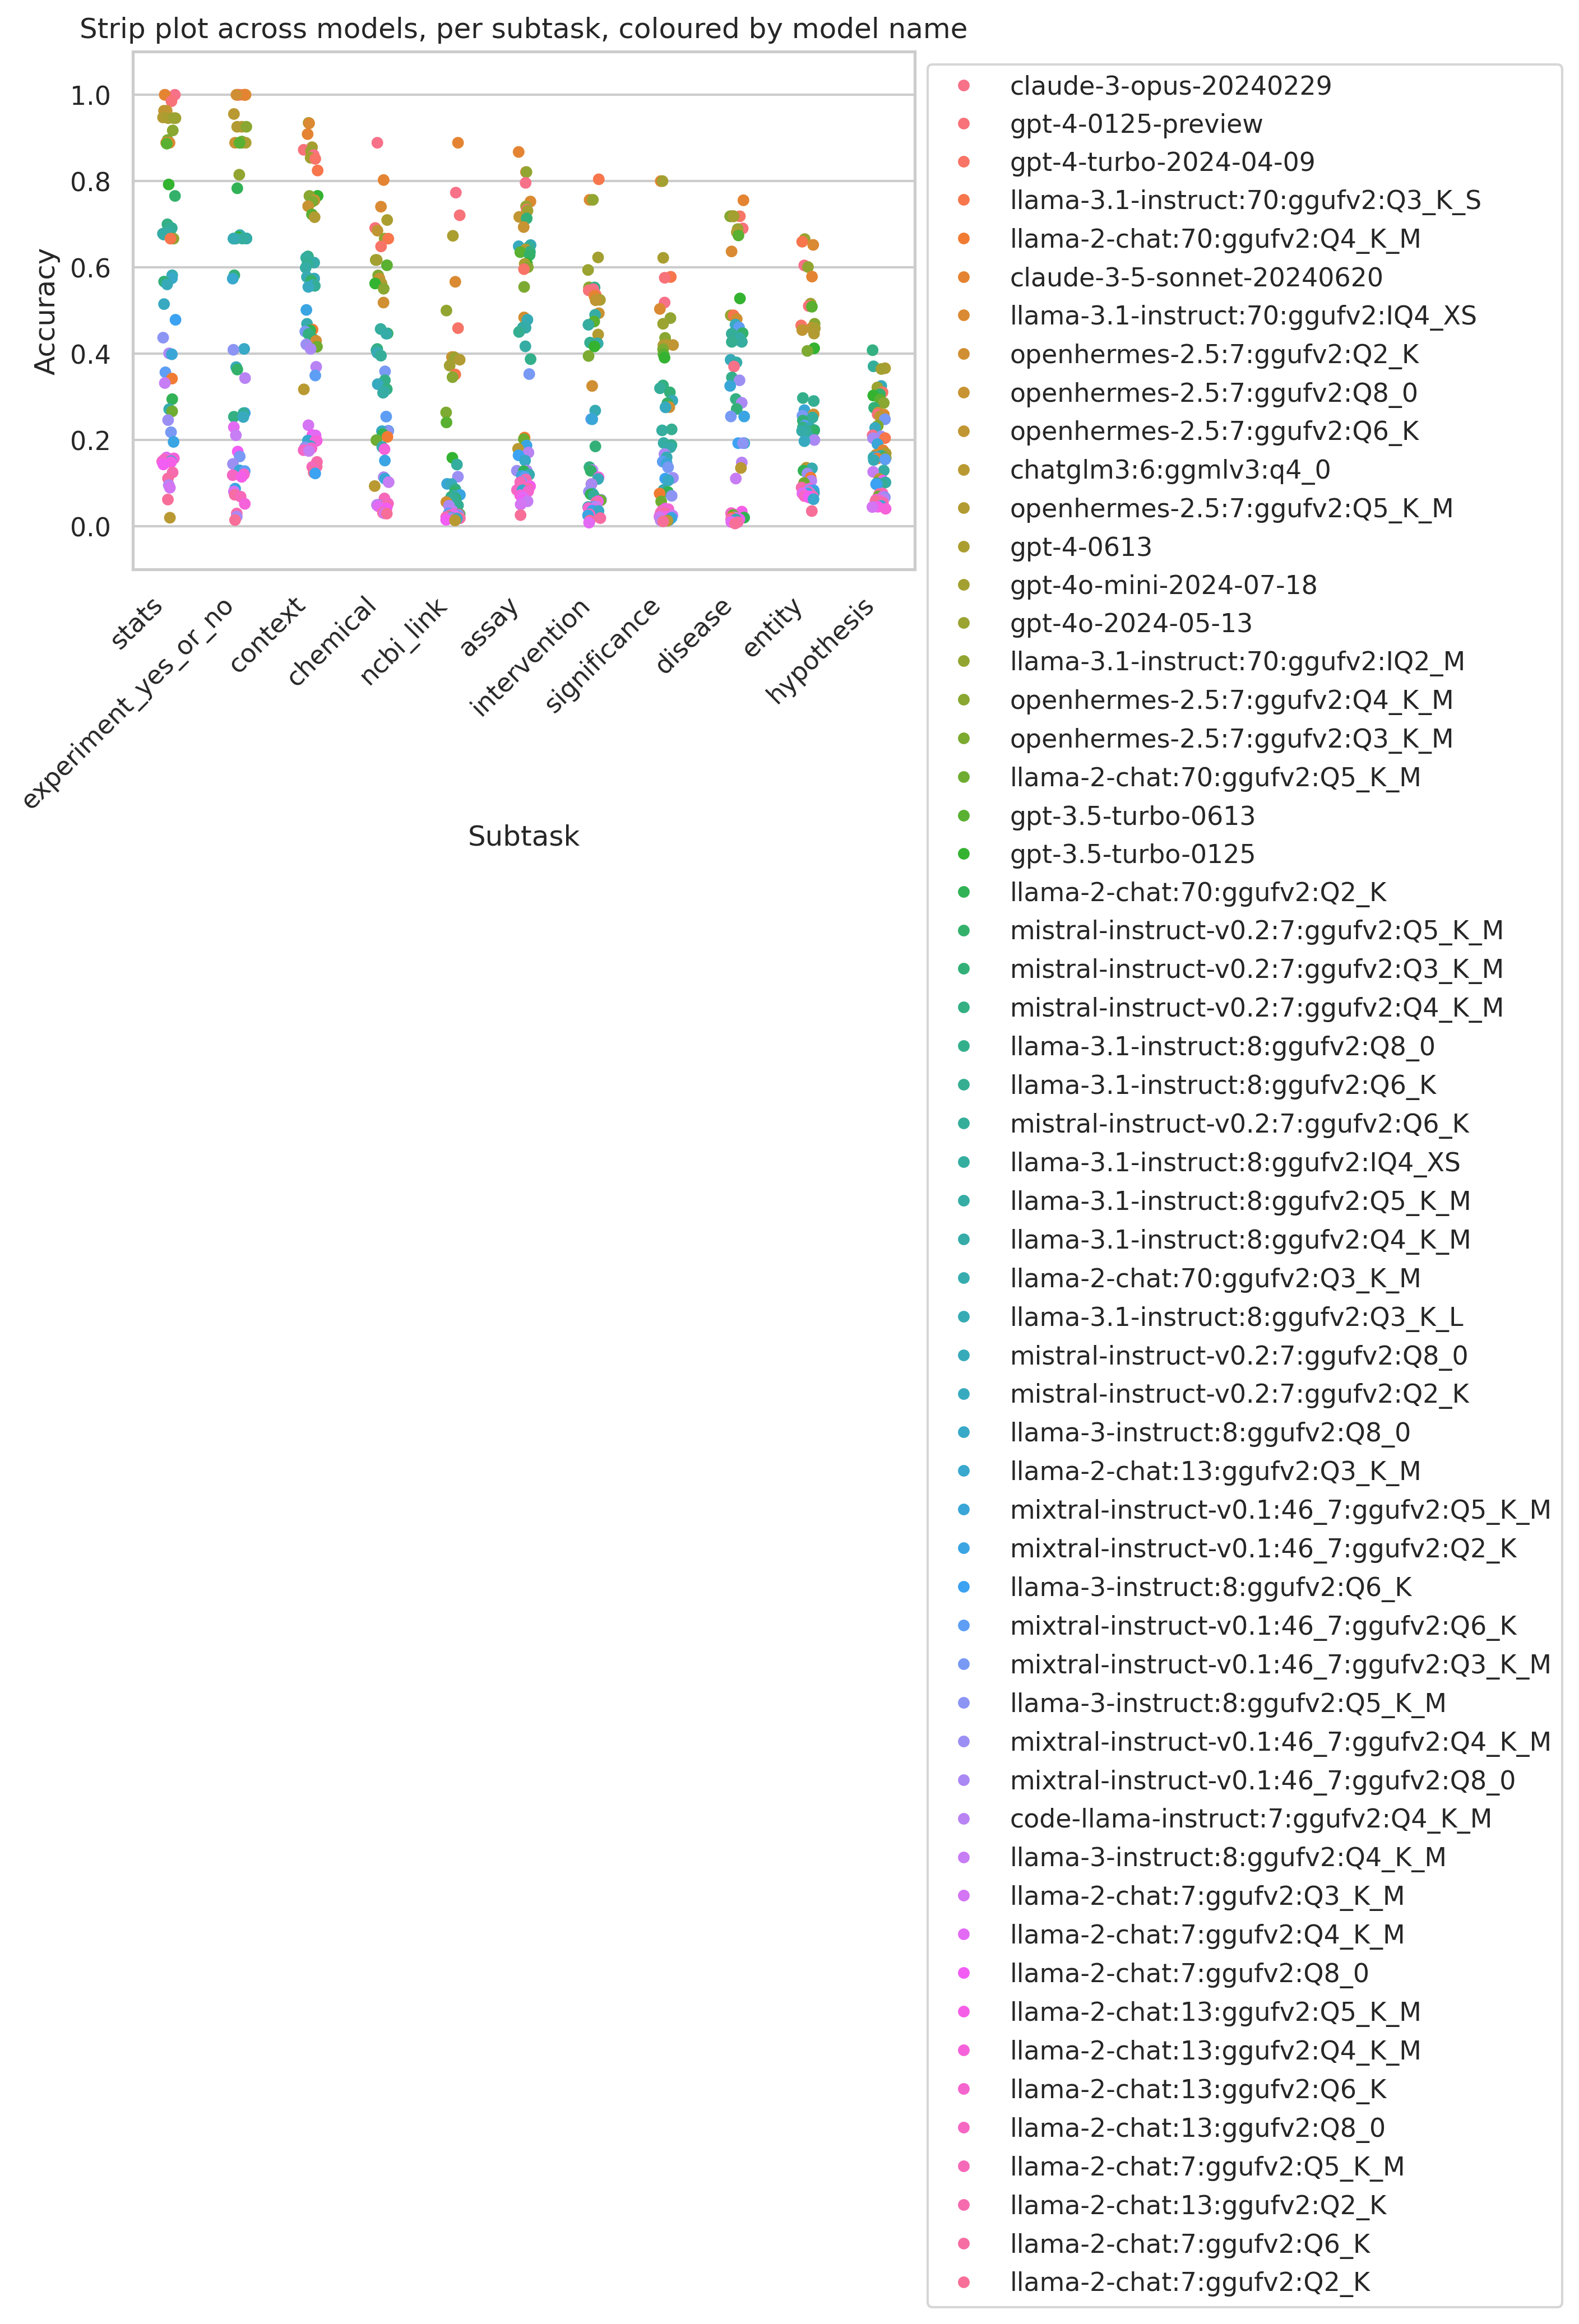 Strip plot across models, per subtask, coloured by model name
Accuracy
1.0
0.8
0.6
0.4
0.2
0.0
stats
experiment_yes_or_no
context
chemical
ncbi_link
assay
intervention
significance
disease
entity
hypothesis
Subtask
claude-3-opus-20240229
gpt-4-0125-preview
gpt-4-turbo-2024-04-09
llama-3.1-instruct:70:ggufv2:Q3_K_S
llama-2-chat:70:ggufv2:Q4_K_M
claude-3-5-sonnet-20240620
llama-3.1-instruct:70:ggufv2:IQ4_XS
openhermes-2.5:7:ggufv2:Q2_K
openhermes-2.5:7:ggufv2:Q8_0
openhermes-2.5:7:ggufv2:Q6_K
chatglm3:6:ggmlv3:q4_0
openhermes-2.5:7:ggufv2:Q5_K_M
gpt-4-0613
gpt-4o-mini-2024-07-18
gpt-4o-2024-05-13
llama-3.1-instruct:70:ggufv2:IQ2_M
openhermes-2.5:7:ggufv2:Q4_K_M
openhermes-2.5:7:ggufv2:Q3_K_M
llama-2-chat:70:ggufv2:Q5_K_M
gpt-3.5-turbo-0613
gpt-3.5-turbo-0125
llama-2-chat:70:ggufv2:Q2_K
mistral-instruct-v0.2:7:ggufv2:Q5_K_M
mistral-instruct-v0.2:7:ggufv2:Q3_K_M
mistral-instruct-v0.2:7:ggufv2:Q4_K_M
llama-3.1-instruct:8:ggufv2:Q8_0
llama-3.1-instruct:8:ggufv2:Q6_K
mistral-instruct-v0.2:7:ggufv2:Q6_K
llama-3.1-instruct:8:ggufv2:IQ4_XS
llama-3.1-instruct:8:ggufv2:Q5_K_M
llama-3.1-instruct:8:ggufv2:Q4_K_M
llama-2-chat:70:ggufv2:Q3_K_M
llama-3.1-instruct:8:ggufv2:Q3_K_L
mistral-instruct-v0.2:7:ggufv2:Q8_0
mistral-instruct-v0.2:7:ggufv2:Q2_K
llama-3-instruct:8:ggufv2:Q8_0
llama-2-chat:13:ggufv2:Q3_K_M
mixtral-instruct-v0.1:46_7:ggufv2:Q5_K_M
mixtral-instruct-v0.1:46_7:ggufv2:Q2_K
llama-3-instruct:8:ggufv2:Q6_K
mixtral-instruct-v0.1:46_7:ggufv2:Q6_K
mixtral-instruct-v0.1:46_7:ggufv2:Q3_K_M
llama-3-instruct:8:ggufv2:Q5_K_M
mixtral-instruct-v0.1:46_7:ggufv2:Q4_K_M
mixtral-instruct-v0.1:46_7:ggufv2:Q8_0
code-llama-instruct:7:ggufv2:Q4_K_M
llama-3-instruct:8:ggufv2:Q4_K_M
llama-2-chat:7:ggufv2:Q3_K_M
llama-2-chat:7:ggufv2:Q4_K_M
llama-2-chat:7:ggufv2:Q8_0
llama-2-chat:13:ggufv2:Q5_K_M
llama-2-chat:13:ggufv2:Q4_K_M
llama-2-chat:13:ggufv2:Q6_K
llama-2-chat:13:ggufv2:Q8_0
llama-2-chat:7:ggufv2:Q5_K_M
llama-2-chat:13:ggufv2:Q2_K
llama-2-chat:7:ggufv2:Q6_K
llama-2-chat:7:ggufv2:Q2_K